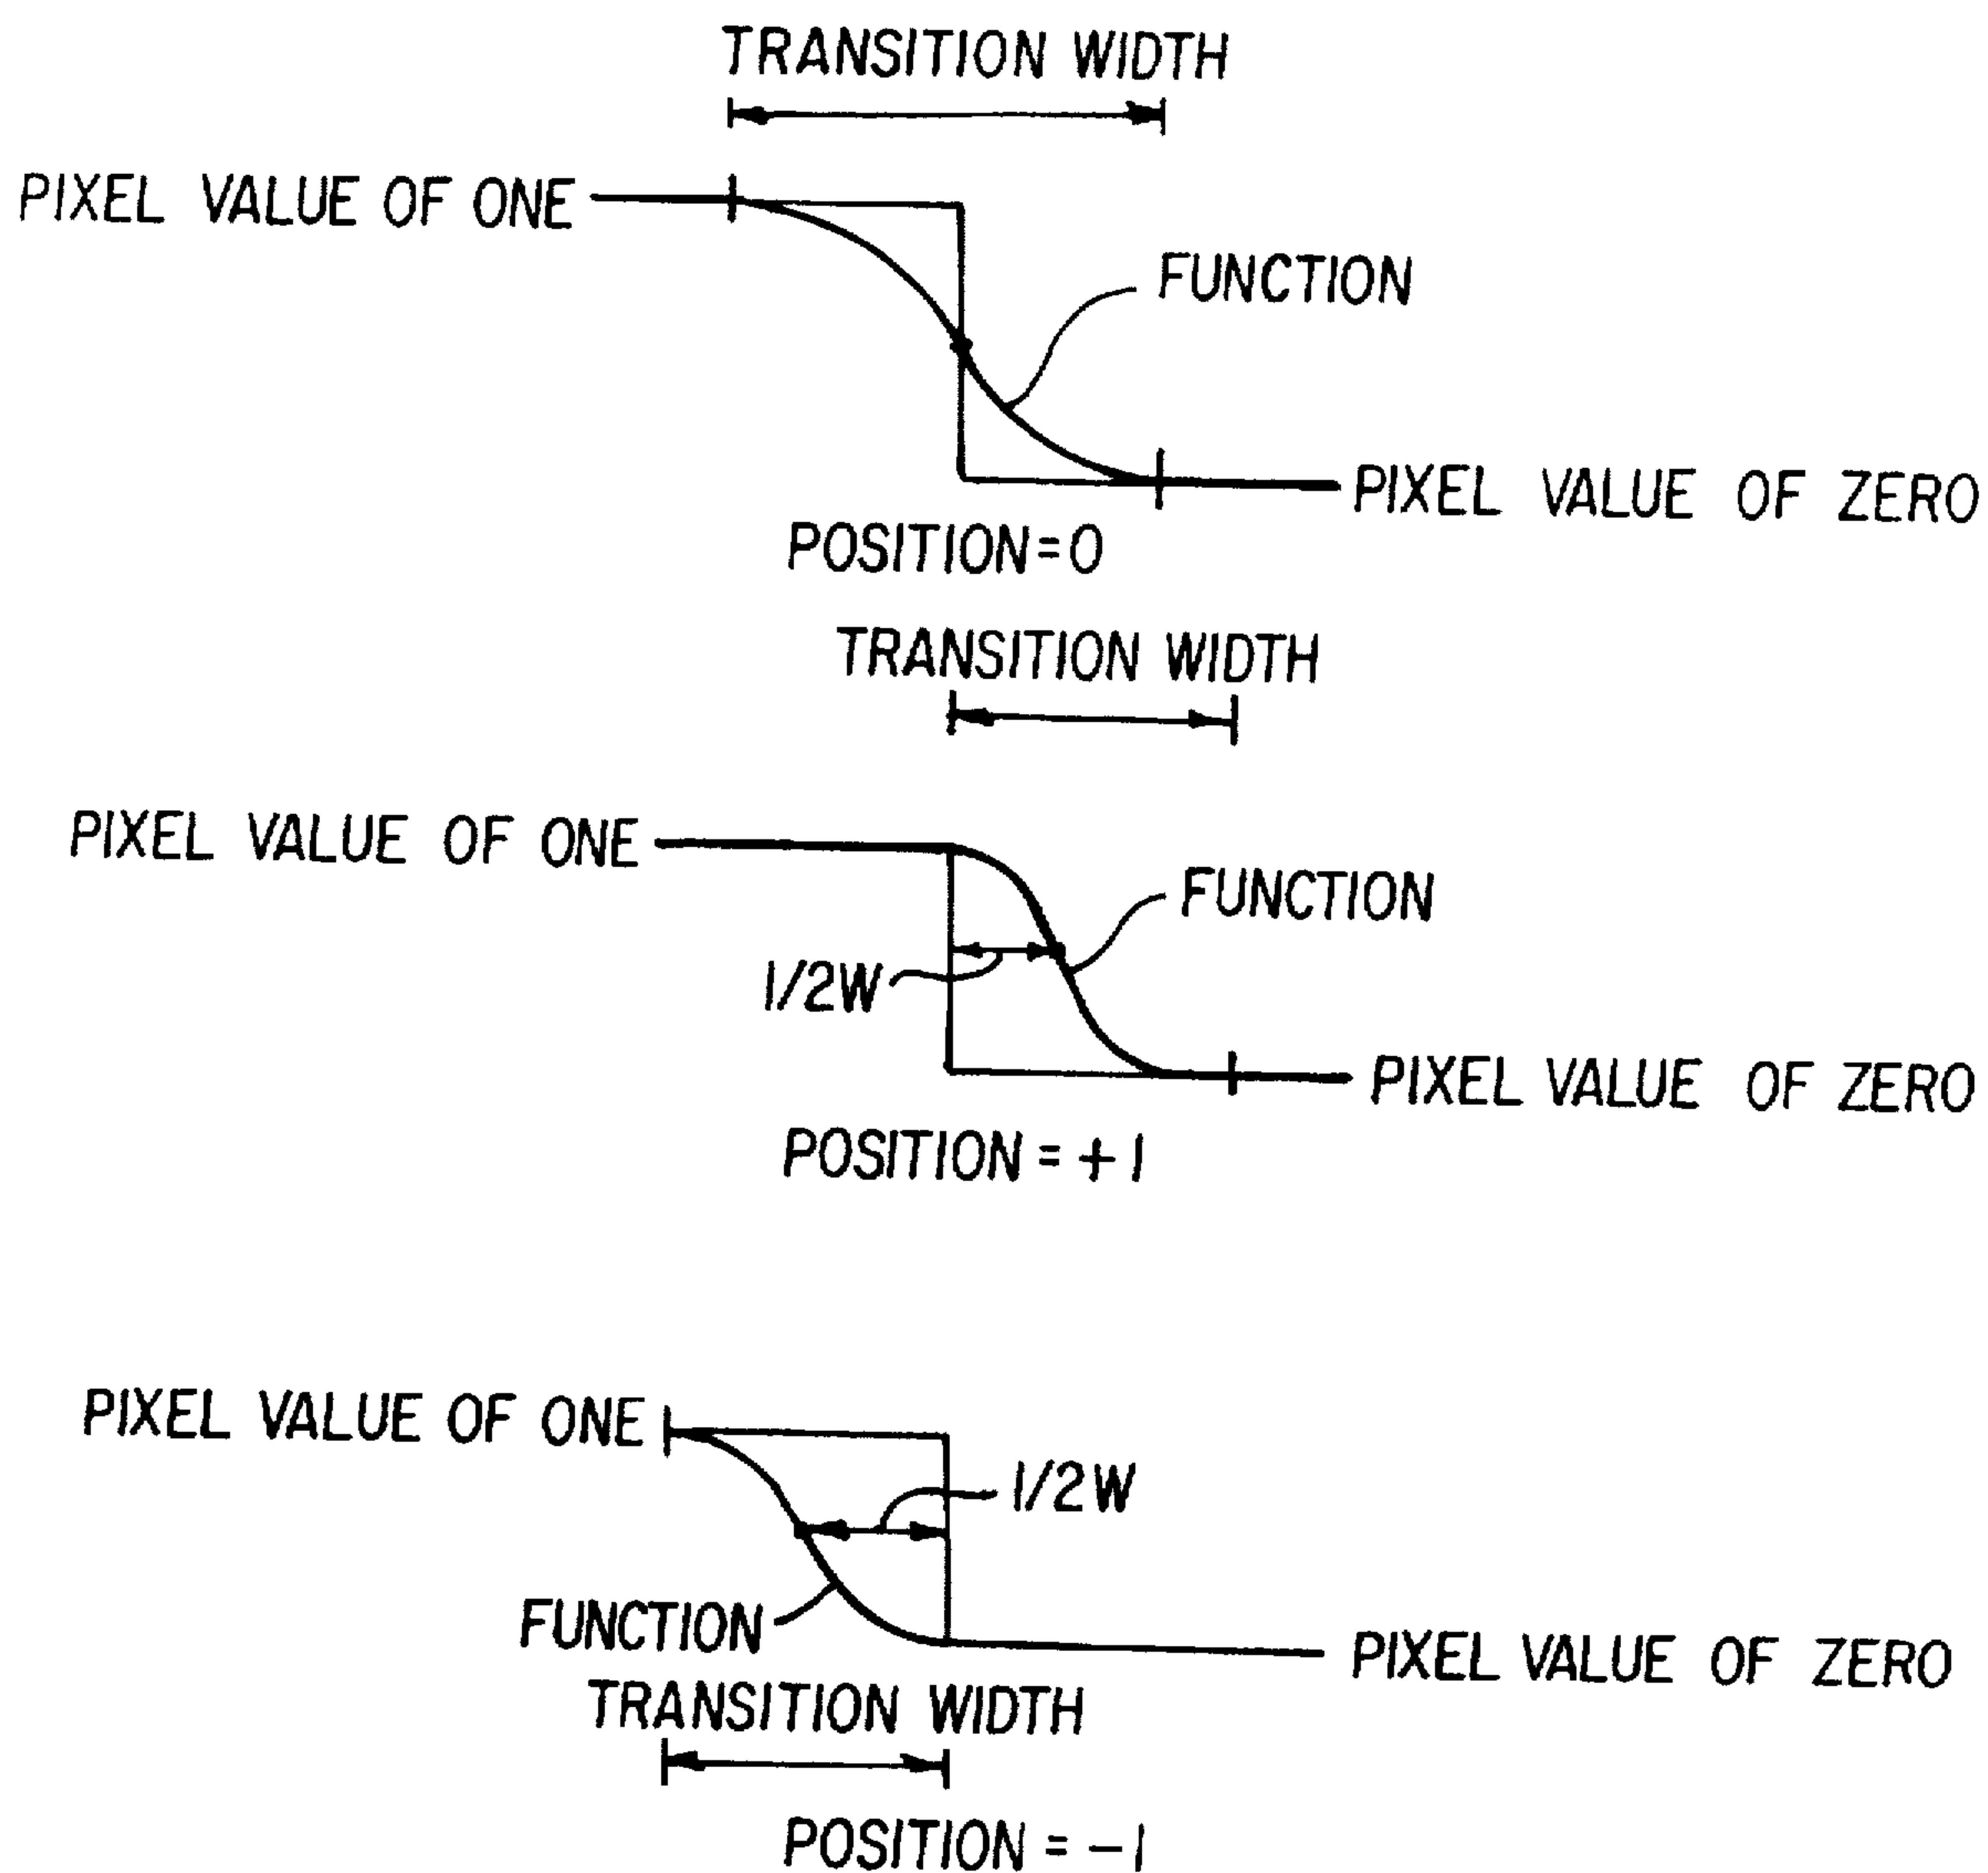 TRANSITION WIDTH
PIXEL VALUE OF ONE
FUNCTION
PIXEL VALUE OF ZERO
POSITION=0
TRANSITION WIDTH
PIXEL VALUE OF ONE
FUNCTION
1/2W
PIXEL VALUE OF ZERO
POSITION = +1
PIXEL VALUE OF ONE
1/2W
FUNCTION
PIXEL VALUE OF ZERO
TRANSITION WIDTH
POSITION = -1